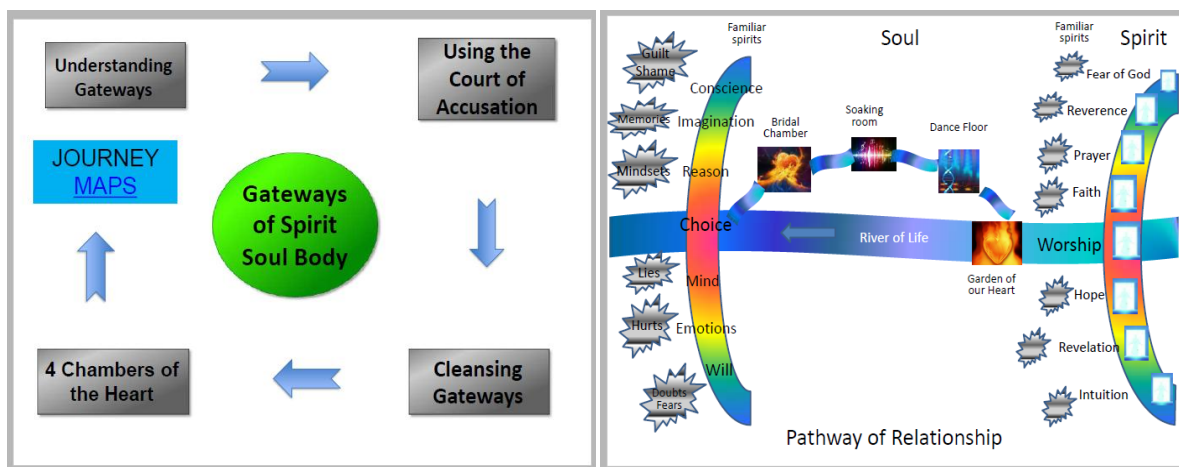 Understanding
Gateways
Using the
Court of
Accusation
JOURNEY
MAPS
Gateways
of Spirit
Soul Body
4 Chambers of
the Heart
Cleansing
Gateways
Familiar
spirits
Soul
Familiar
spirits
Spirit
Guilt
Shame
Conscience
Memories
Imagination
Mindsets
Reason
Choice
Lies
Mind
Hurts
Emotions
Will
Doubts
Fears
Bridal
Chamber
Soaking
room
Dance Floor
River of Life
Garden of
our Heart
Fear of God
Reverence
Prayer
Faith
Worship
Hope
Revelation
Intuition
Pathway of Relationship